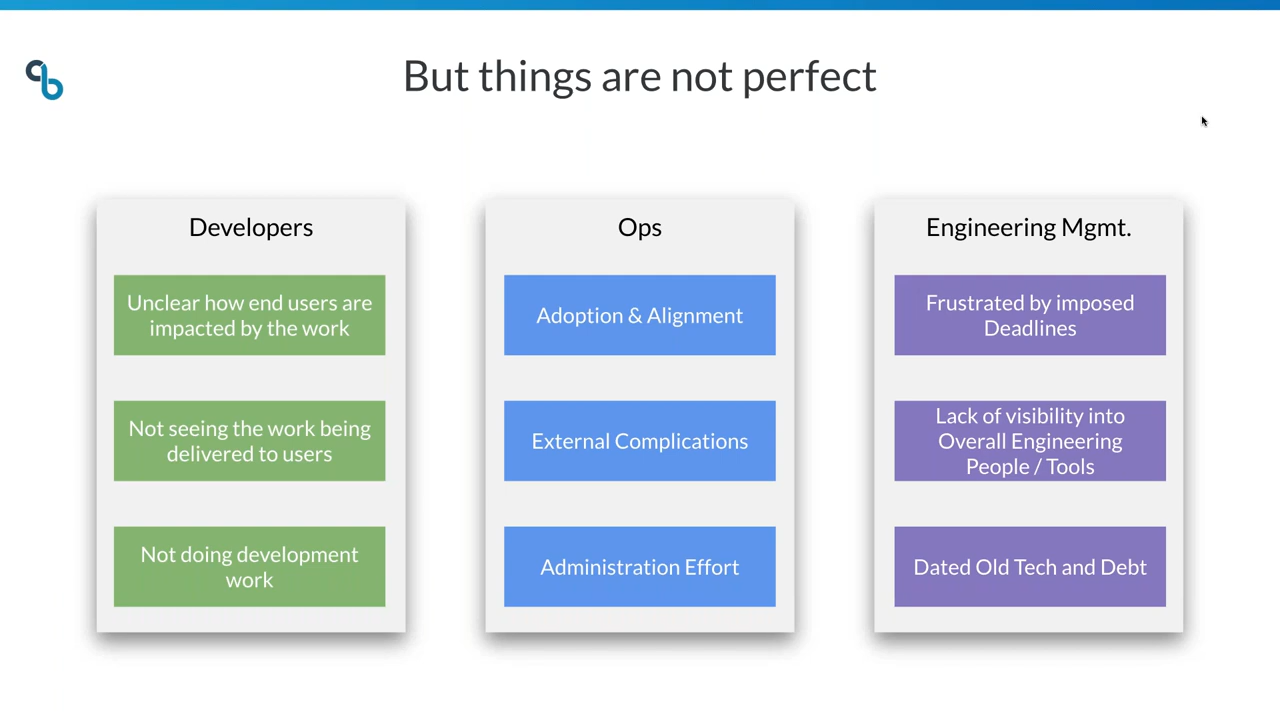 But things are not perfect
Developers
Unclear how end users are
impacted by the work
Not seeing the work being
delivered to users
Not doing development
work
Ops
Adoption & Alignment
External Complications
Administration Effort
Engineering Mgmt.
Frustrated by imposed
Deadlines
Lack of visibility into
Overall Engineering
People / Tools
Dated Old Tech and Debt